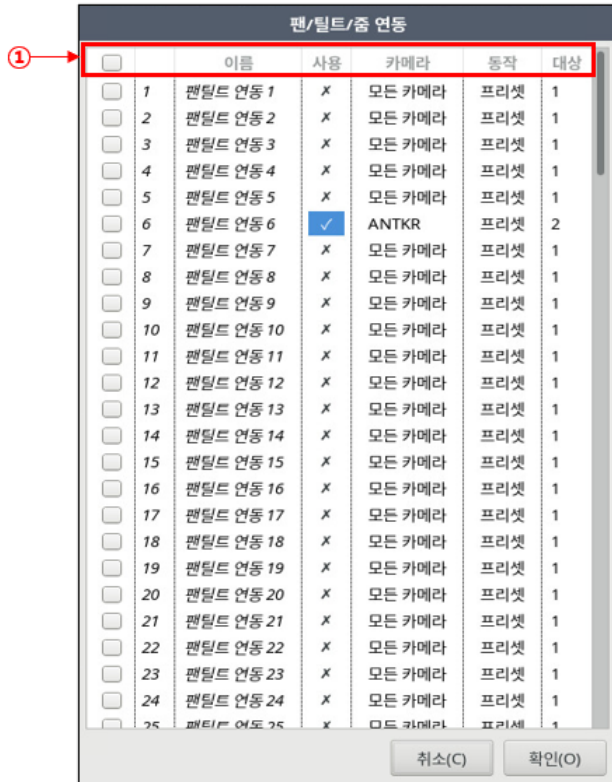 팬/틸트/줌 연동
①
이름 사용 카메라 동작 대상
1 팬틸트 연동 1 ✗ 모든 카메라 프리셋 1
2 팬틸트 연동 2 ✗ 모든 카메라 프리셋 1
3 팬틸트 연동 3 ✗ 모든 카메라 프리셋 1
4 팬틸트 연동 4 ✗ 모든 카메라 프리셋 1
5 팬틸트 연동 5 ✗ 모든 카메라 프리셋 1
6 팬틸트 연동 6 ✓ ANTKR 프리셋 2
7 팬틸트 연동 7 ✗ 모든 카메라 프리셋 1
8 팬틸트 연동 8 ✗ 모든 카메라 프리셋 1
9 팬틸트 연동 9 ✗ 모든 카메라 프리셋 1
10 팬틸트 연동 10 ✗ 모든 카메라 프리셋 1
11 팬틸트 연동 11 ✗ 모든 카메라 프리셋 1
12 팬틸트 연동 12 ✗ 모든 카메라 프리셋 1
13 팬틸트 연동 13 ✗ 모든 카메라 프리셋 1
14 팬틸트 연동 14 ✗ 모든 카메라 프리셋 1
15 팬틸트 연동 15 ✗ 모든 카메라 프리셋 1
16 팬틸트 연동 16 ✗ 모든 카메라 프리셋 1
17 팬틸트 연동 17 ✗ 모든 카메라 프리셋 1
18 팬틸트 연동 18 ✗ 모든 카메라 프리셋 1
19 팬틸트 연동 19 ✗ 모든 카메라 프리셋 1
20 팬틸트 연동 20 ✗ 모든 카메라 프리셋 1
21 팬틸트 연동 21 ✗ 모든 카메라 프리셋 1
22 팬틸트 연동 22 ✗ 모든 카메라 프리셋 1
23 팬틸트 연동 23 ✗ 모든 카메라 프리셋 1
24 팬틸트 연동 24 ✗ 모든 카메라 프리셋 1
25 팬틸트 연동 25 ✗ 모든 카메라 프리셋 1
취소(C) 확인(O)